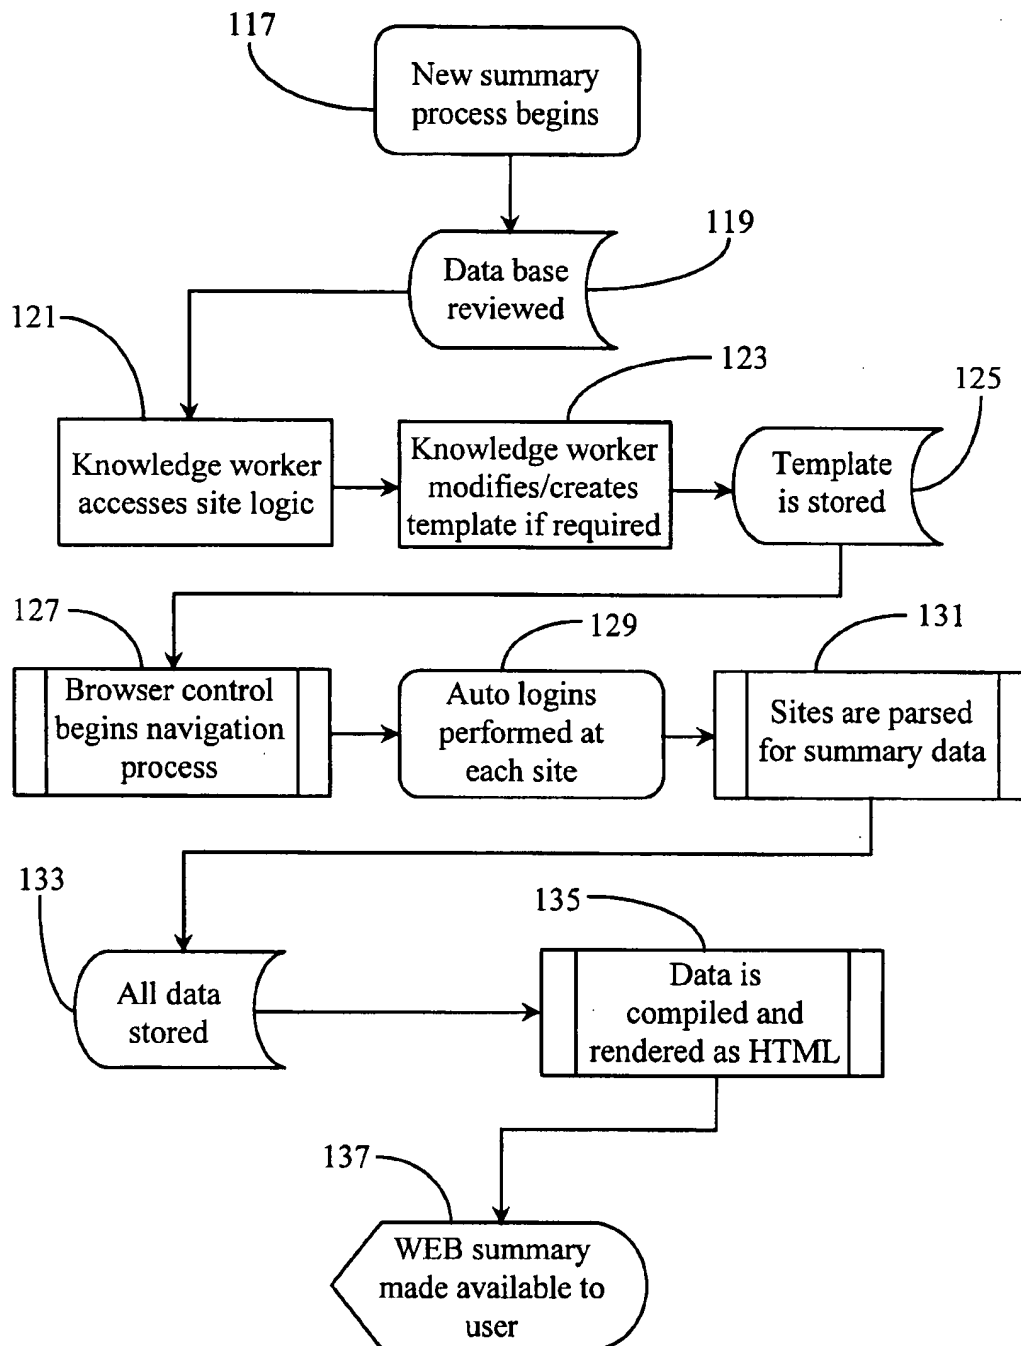 117
New summary
process begins
119
Data base
reviewed
121
Knowledge worker
accesses site logic
123
Knowledge worker
modifies/creates
template if required
125
Template
is stored
127
Browser control
begins navigation
process
129
Auto logins
performed at
each site
131
Sites are parsed
for summary data
133
All data
stored
135
Data is
compiled and
rendered as HTML
137
WEB summary
made available to
user